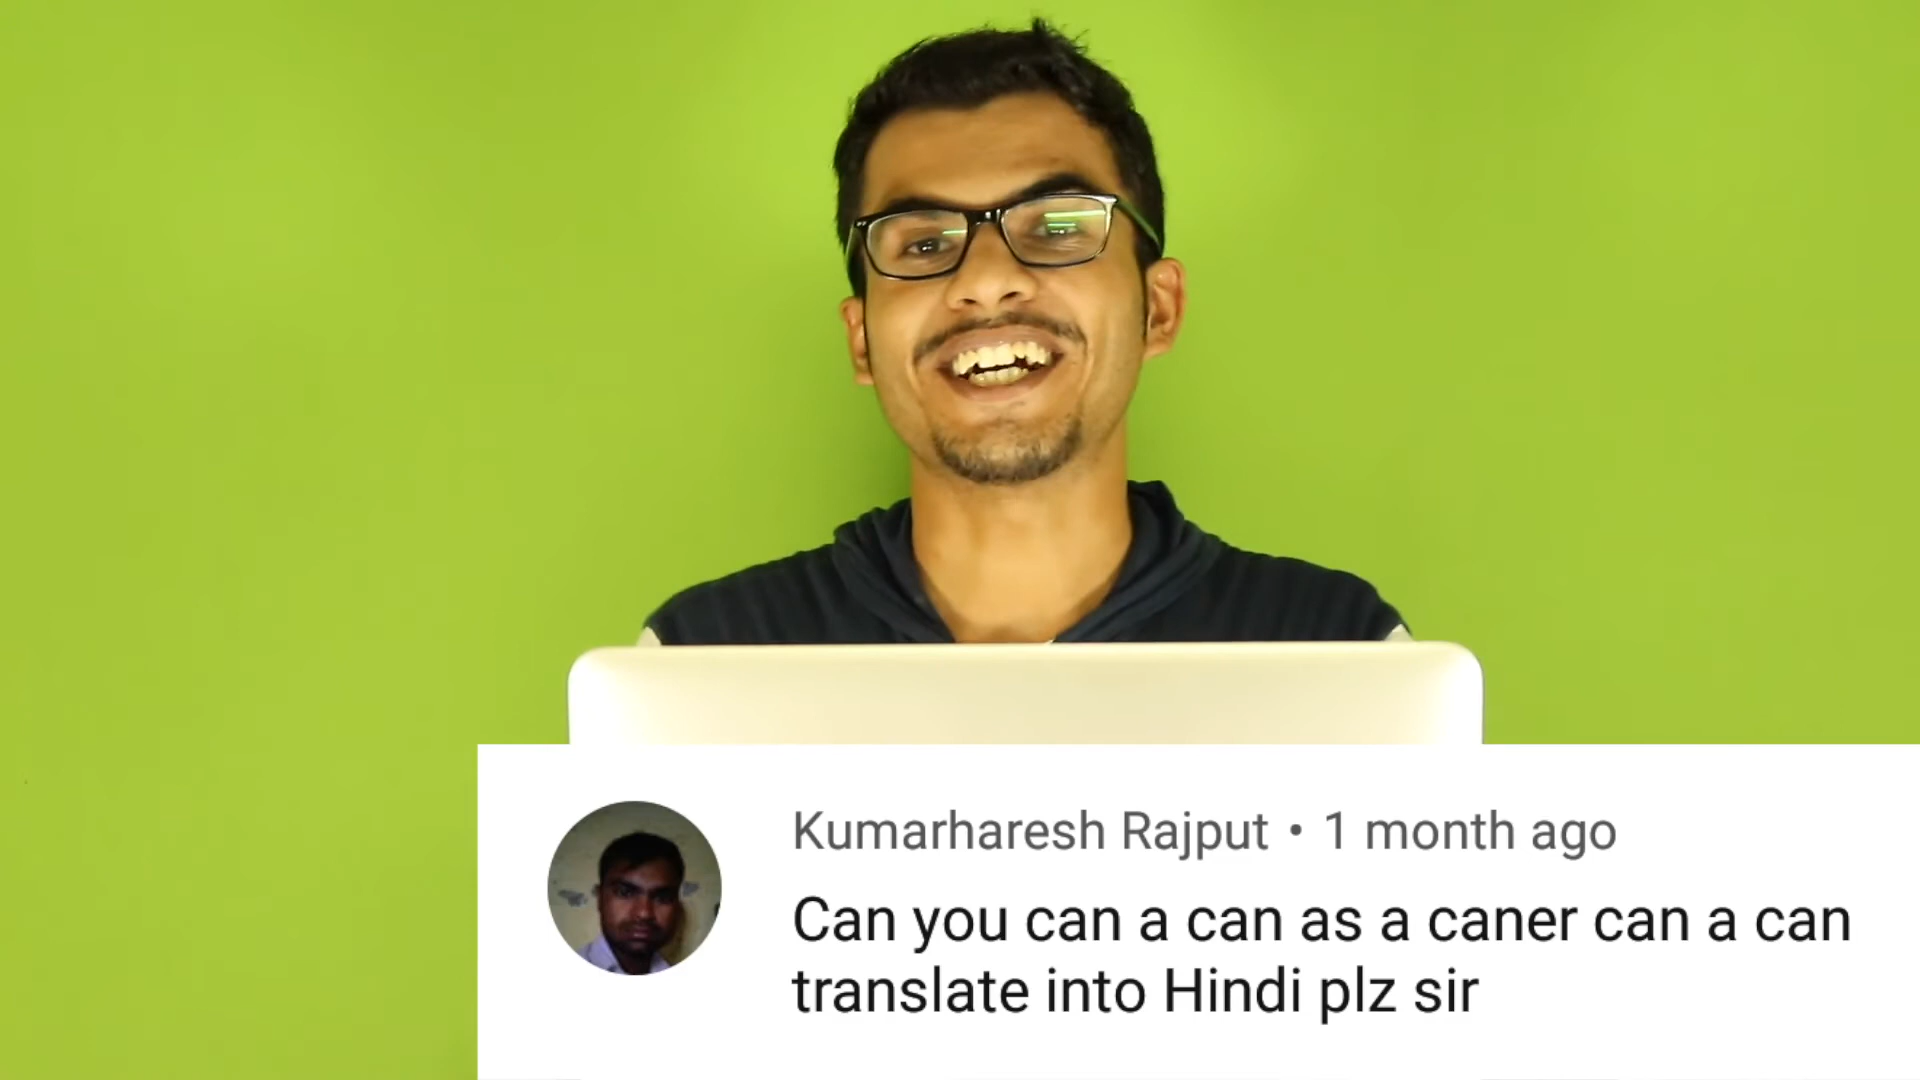 Kumarharesh Rajput • 1 month ago
Can you can a can as a caner can a can
translate into Hindi plz sir